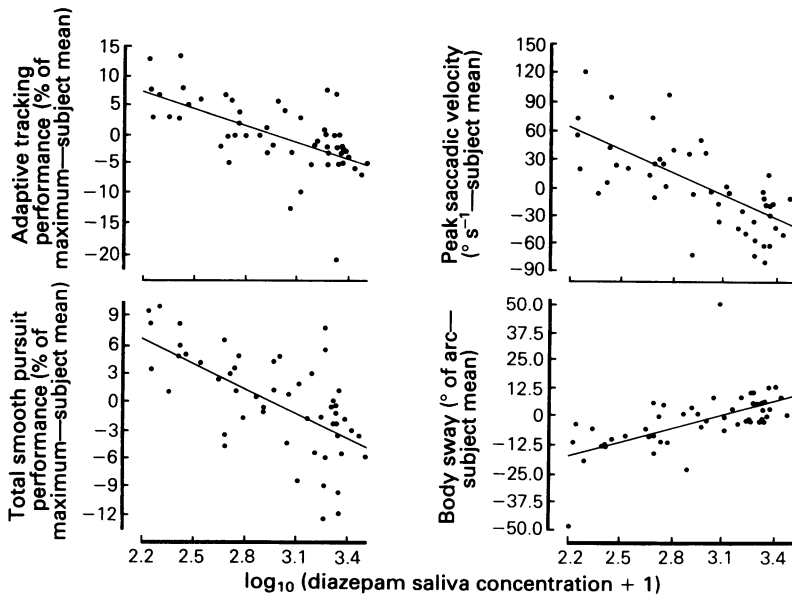 Adaptive tracking
performance (% of
maximum—subject mean)
15
10
5
0
-5
-10
-15
-20
Peak saccadic velocity
(° s⁻¹—subject mean)
150
120
90
60
30
0
-30
-60
-90
Total smooth pursuit
performance (% of
maximum—subject mean)
9
6
3
0
-3
-6
-9
-12
2.2 2.5 2.8 3.1 3.4
Body sway (° of arc—
subject mean)
50.0
37.5
25.0
12.5
0
-12.5
-25.0
-37.5
-50.0
2.2 2.5 2.8 3.1 3.4
log₁₀ (diazepam saliva concentration + 1)